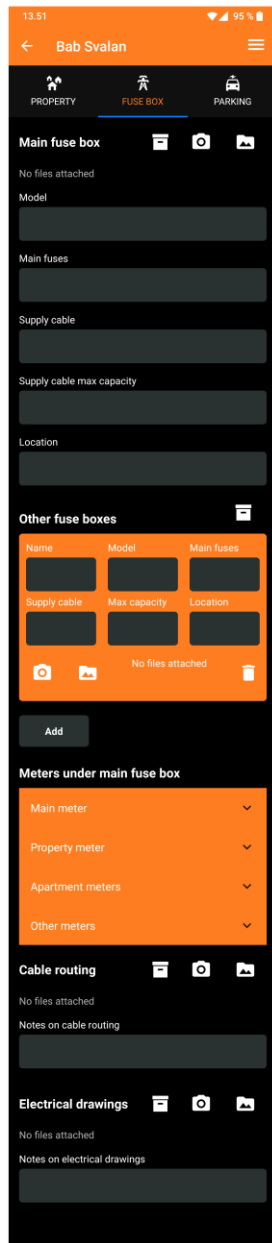 13.51
95 %
Bab Svalan
PROPERTY
FUSE BOX
PARKING
Main fuse box
No files attached
Model
Main fuses
Supply cable
Supply cable max capacity
Location
Other fuse boxes
Name Model Main fuses
Supply cable Max capacity Location
No files attached
Add
Meters under main fuse box
Main meter
Property meter
Apartment meters
Other meters
Cable routing
No files attached
Notes on cable routing
Electrical drawings
No files attached
Notes on electrical drawings